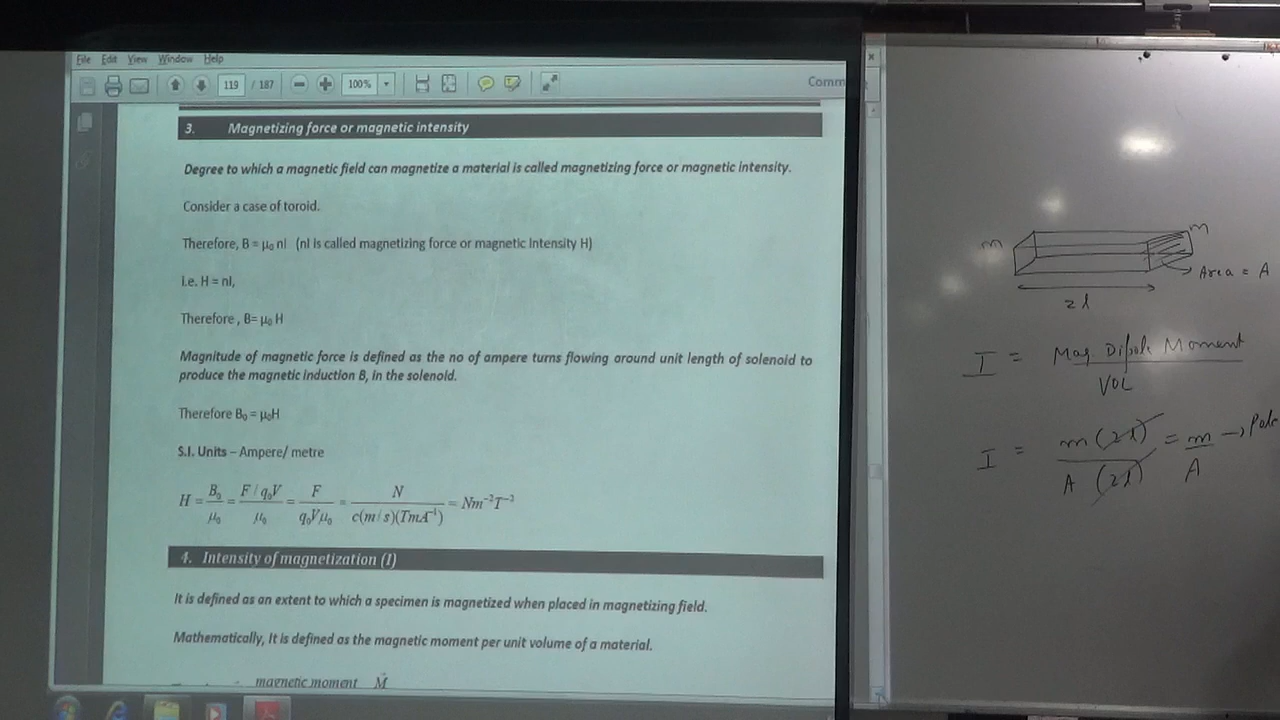 File Edit View Window Help
119 / 187 100% Comm
3. Magnetizing force or magnetic intensity
Degree to which a magnetic field can magnetize a material is called magnetizing force or magnetic intensity.
Consider a case of toroid.
Therefore, B = μ₀ nI (nI is called magnetizing force or magnetic Intensity H)
i.e. H = nI,
Therefore , B= μ₀ H
Magnitude of magnetic force is defined as the no of ampere turns flowing around unit length of solenoid to
produce the magnetic induction B, in the solenoid.
Therefore B₀ = μ₀H
S.I. Units – Ampere/ metre
H = B₀/μ₀ = (F / q₀V)/μ₀ = F/(q₀Vμ₀) = N/(c(m/s)(TmA⁻¹)) = Nm⁻²T⁻²
4. Intensity of magnetization (I)
It is defined as an extent to which a specimen is magnetized when placed in magnetizing field.
Mathematically, It is defined as the magnetic moment per unit volume of a material.
magnetic moment M
m m
Area = A
2l
I = Mag. Dipole Moment / VOL
I = m(2l) / A(2l) = m/A → Pole